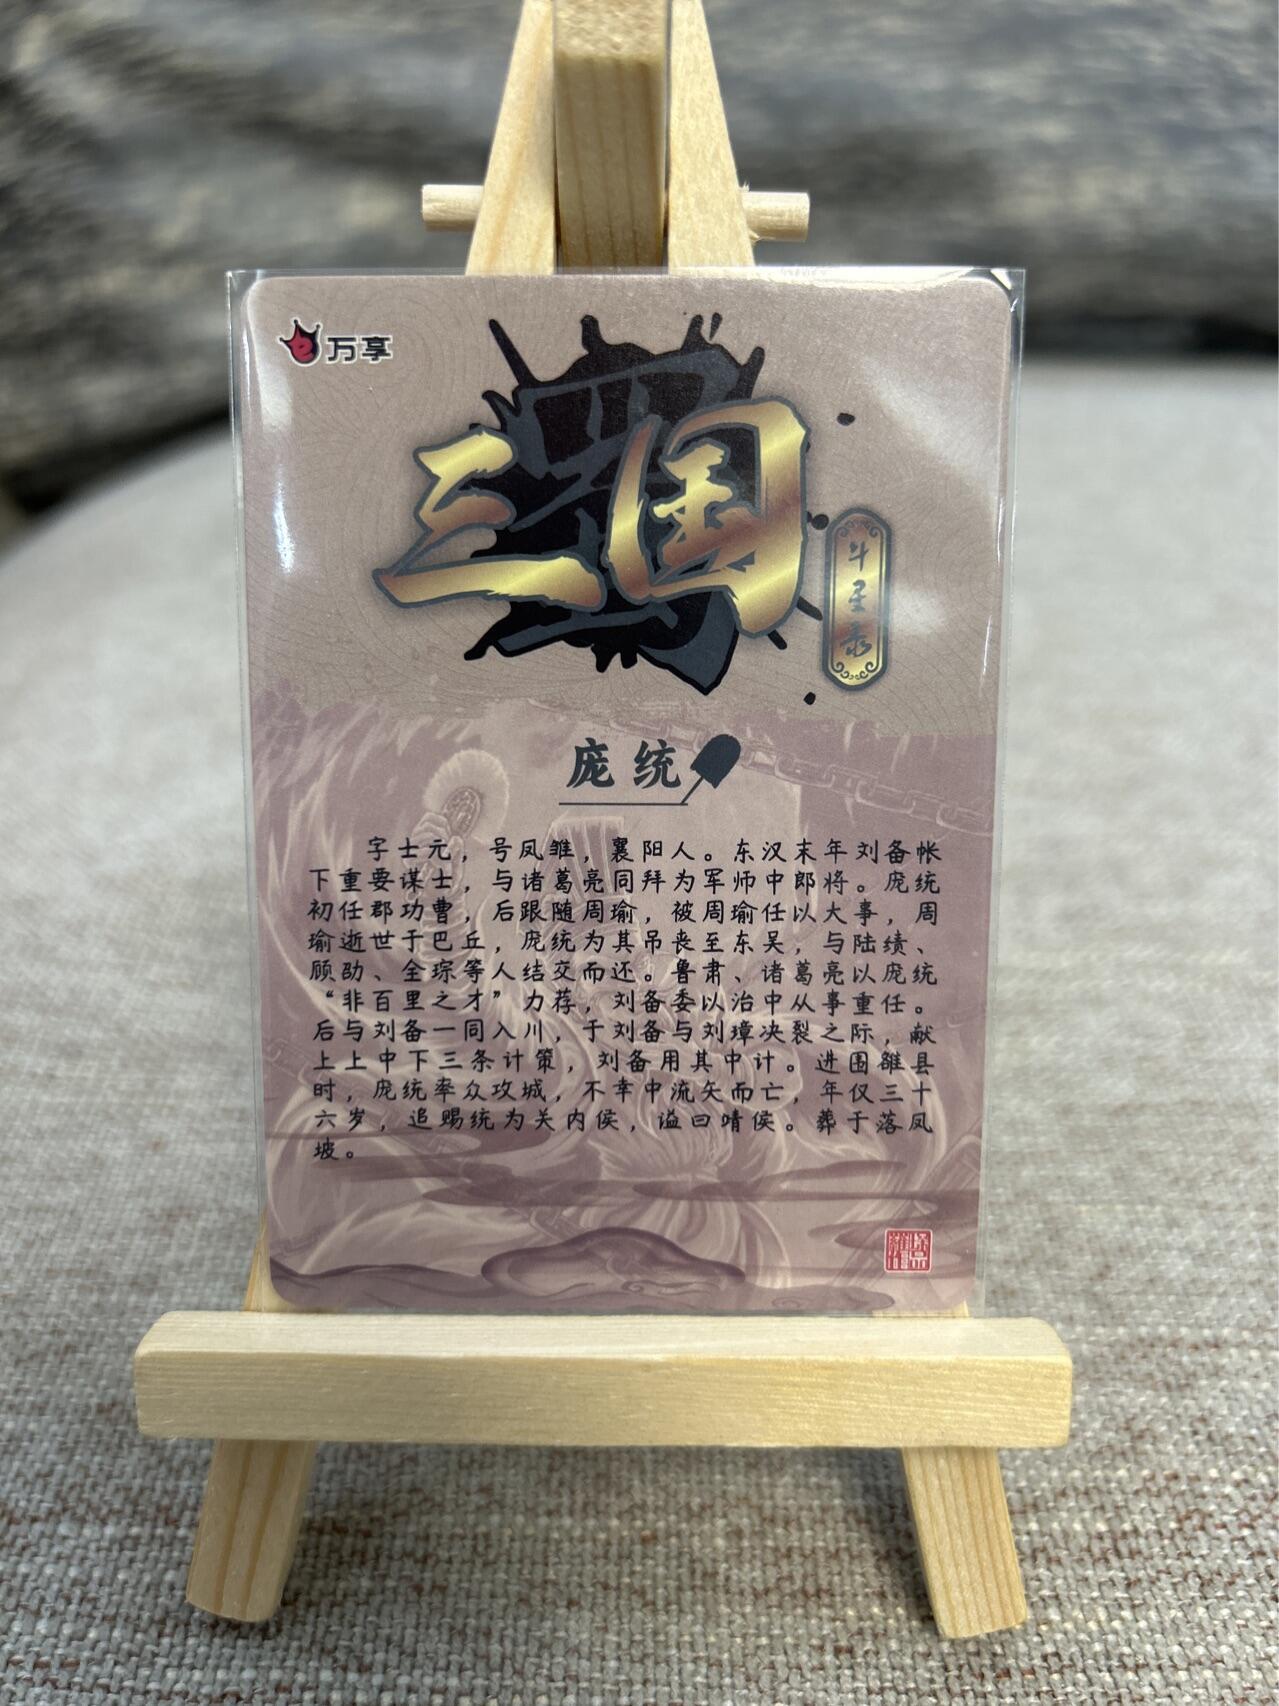 万享
三国
斗星录
庞统
字士元，号凤雏，襄阳人。东汉末年刘备帐
下重要谋士，与诸葛亮同拜为军师中郎将。庞统
初任郡功曹，后跟随周瑜，被周瑜任以大事，周
瑜逝世于巴丘，庞统为其吊丧至东吴，与陆绩、
顾劭、全琮等人结交而还。鲁肃、诸葛亮以庞统
“非百里之才”力荐，刘备委以治中从事重任。
后与刘备一同入川，于刘备与刘璋决裂之际，献
上上中下三条计策，刘备用其中计。进围雒县
时，庞统率众攻城，不幸中流矢而亡，年仅三十
六岁，追赐统为关内侯，谥曰靖侯。葬于落凤
坡。